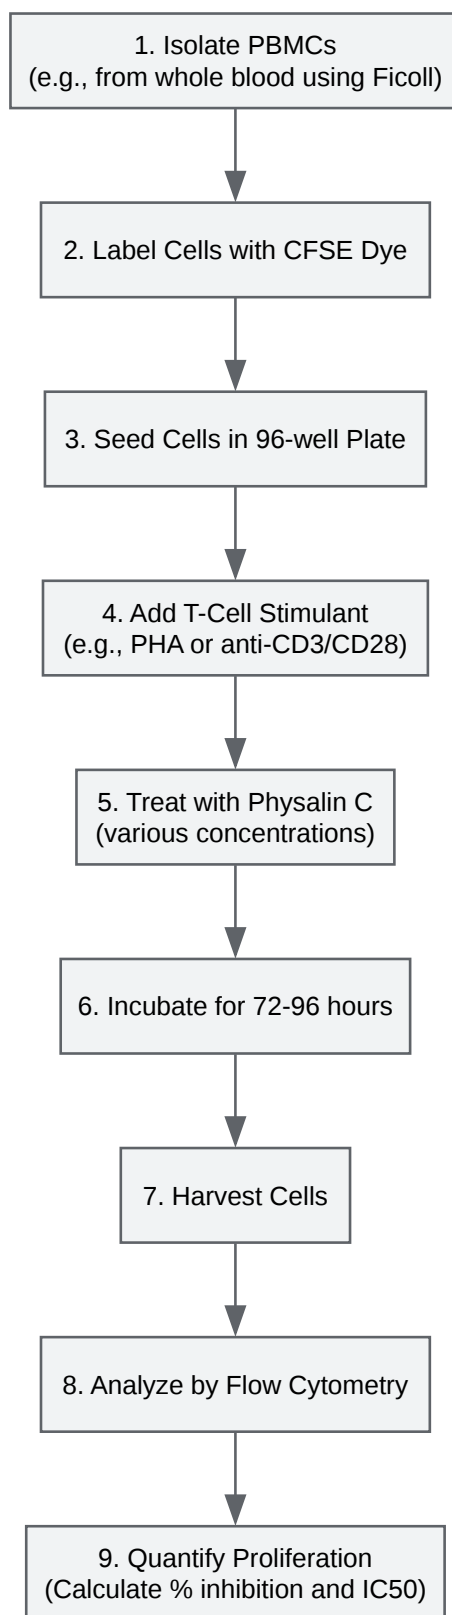 1. Isolate PBMCs
(e.g., from whole blood using Ficoll)
2. Label Cells with CFSE Dye
3. Seed Cells in 96-well Plate
4. Add T-Cell Stimulant
(e.g., PHA or anti-CD3/CD28)
5. Treat with Physalin C
(various concentrations)
6. Incubate for 72-96 hours
7. Harvest Cells
8. Analyze by Flow Cytometry
9. Quantify Proliferation
(Calculate % inhibition and IC50)